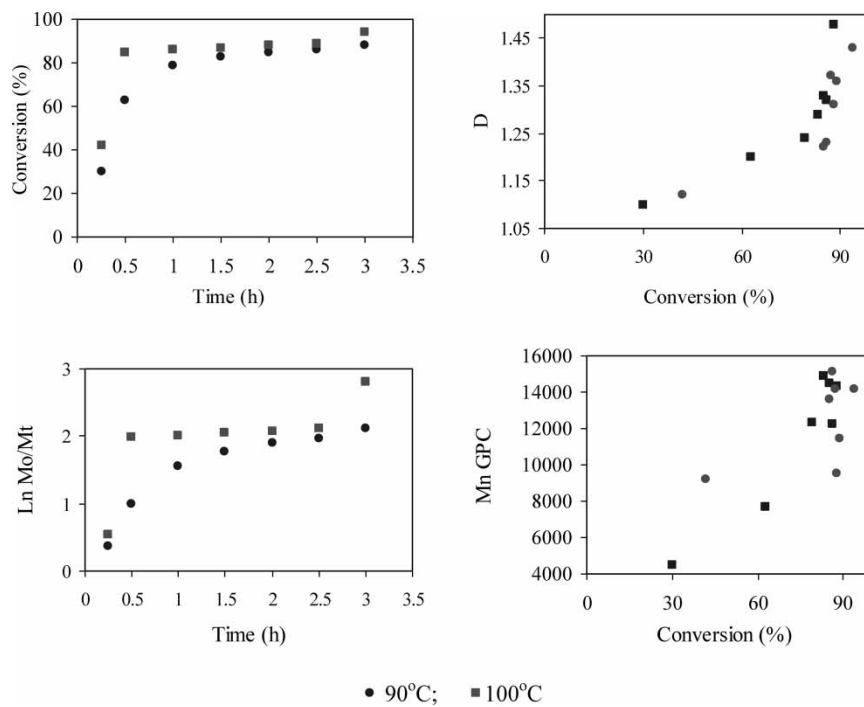 Conversion (%)
100
80
60
40
20
0
0 0.5 1 1.5 2 2.5 3 3.5
Time (h)
D
1.45
1.35
1.25
1.15
1.05
0 30 60 90
Conversion (%)
Ln Mo/Mt
3
2
1
0
0 0.5 1 1.5 2 2.5 3 3.5
Time (h)
Mn GPC
16000
14000
12000
10000
8000
6000
4000
0 30 60 90
Conversion (%)
90°C; 100°C